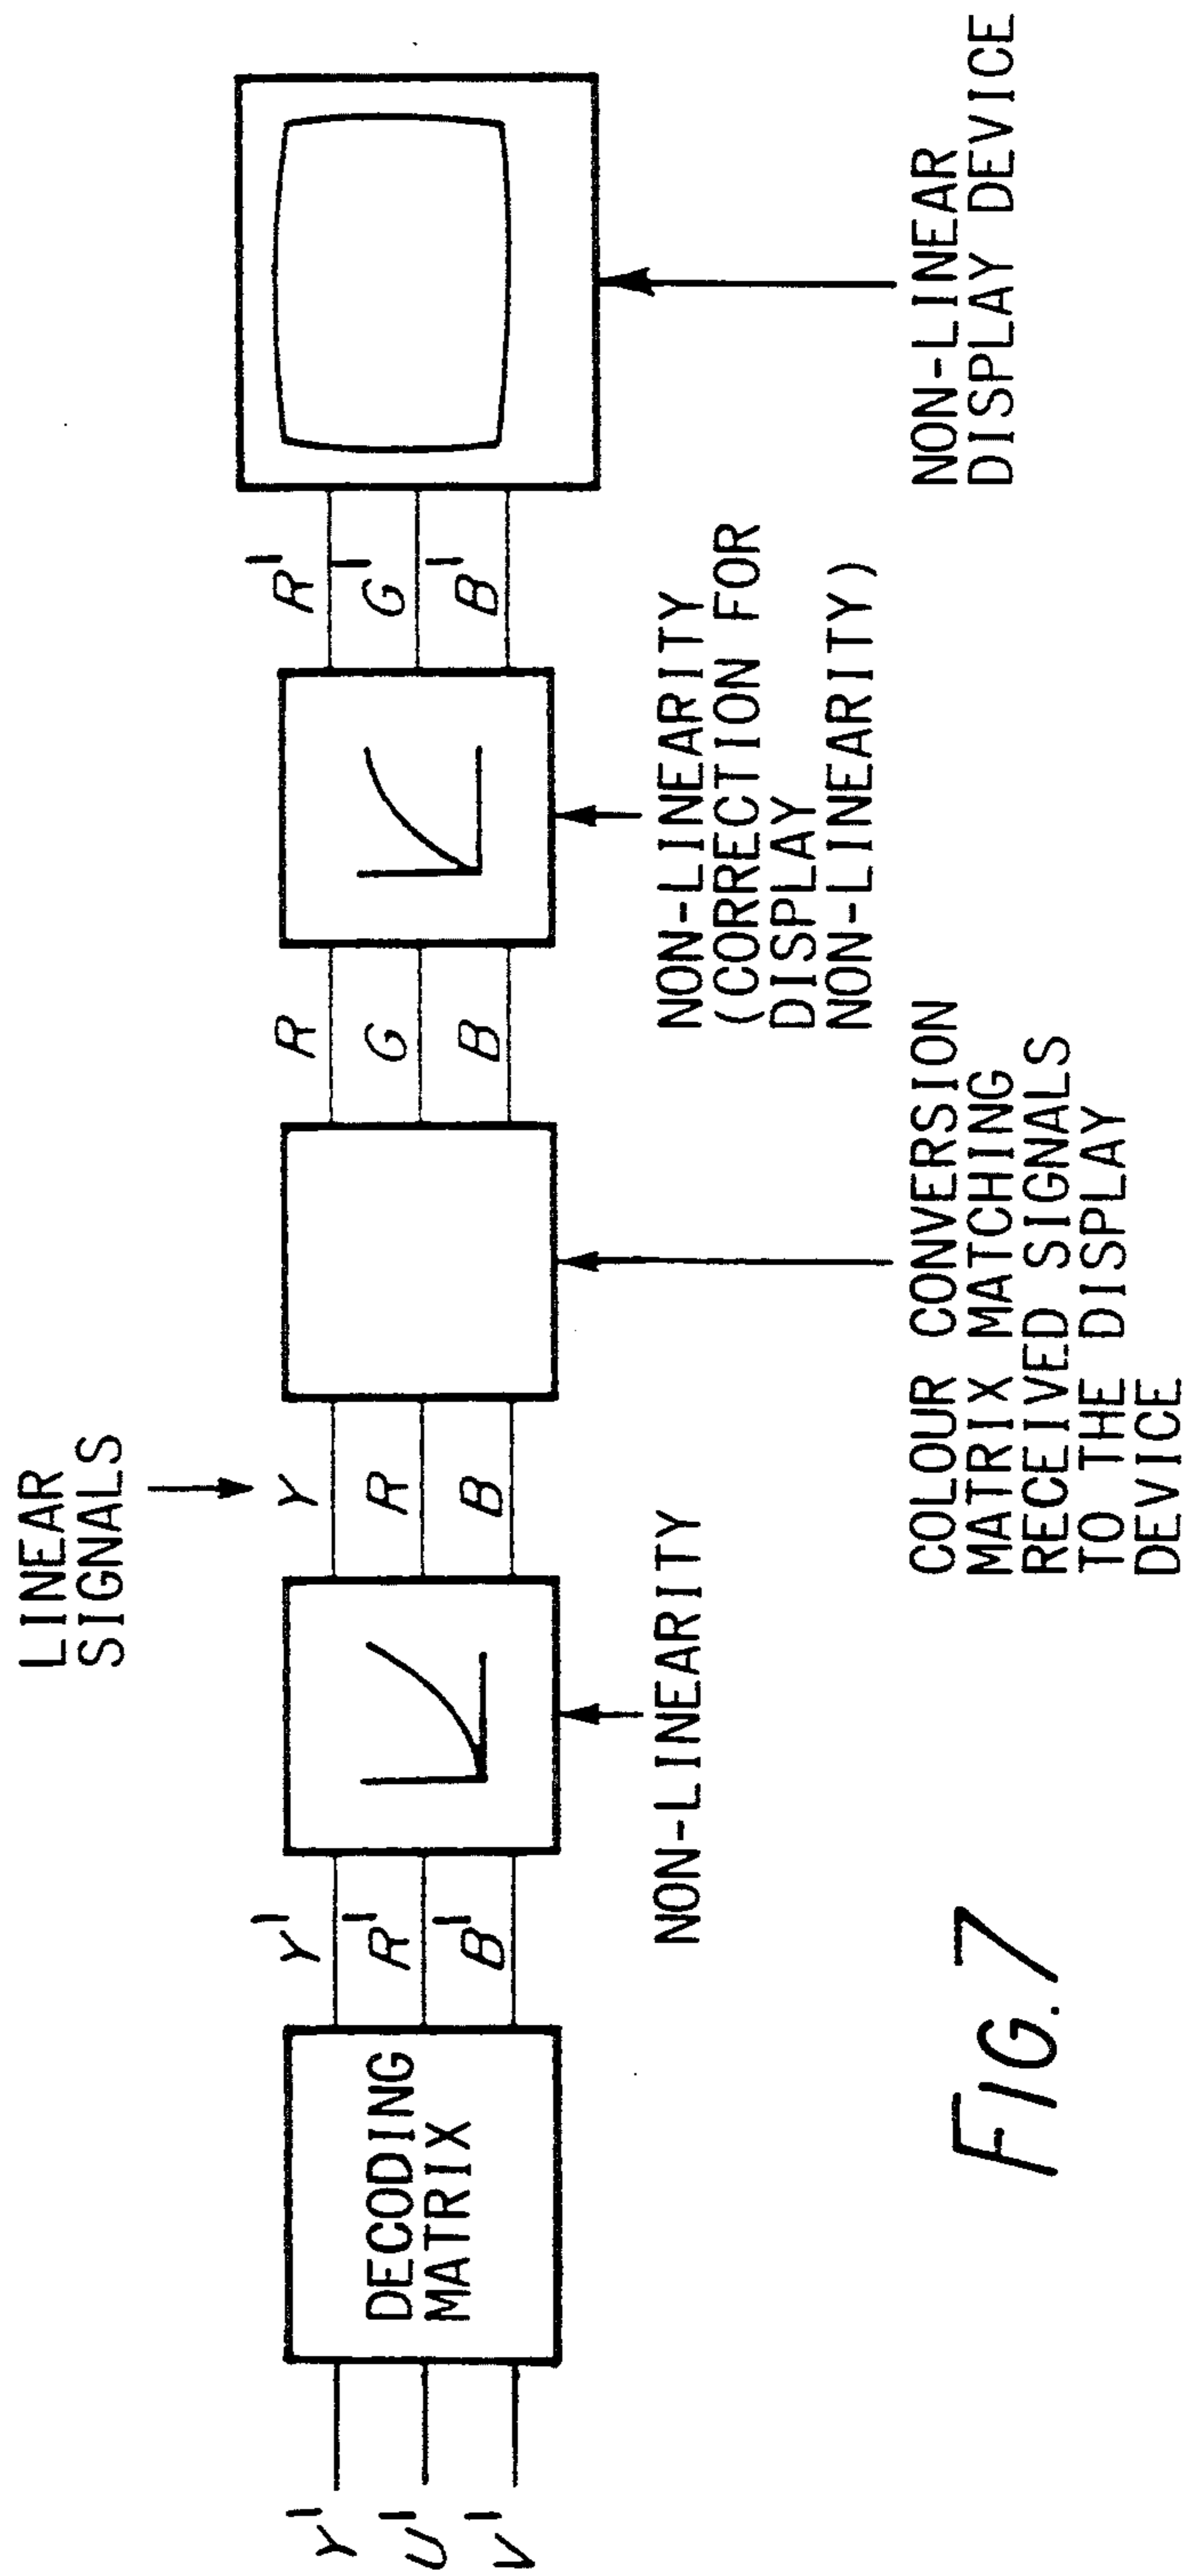 LINEAR
SIGNALS
Y' U' V'
DECODING
MATRIX
Y' R' B'
NON-LINEARITY
Y R B
COLOUR CONVERSION
MATRIX MATCHING
RECEIVED SIGNALS
TO THE DISPLAY
DEVICE
R G B
NON-LINEARITY
(CORRECTION FOR
DISPLAY
NON-LINEARITY)
R' G' B'
NON-LINEAR
DISPLAY DEVICE
FIG. 7